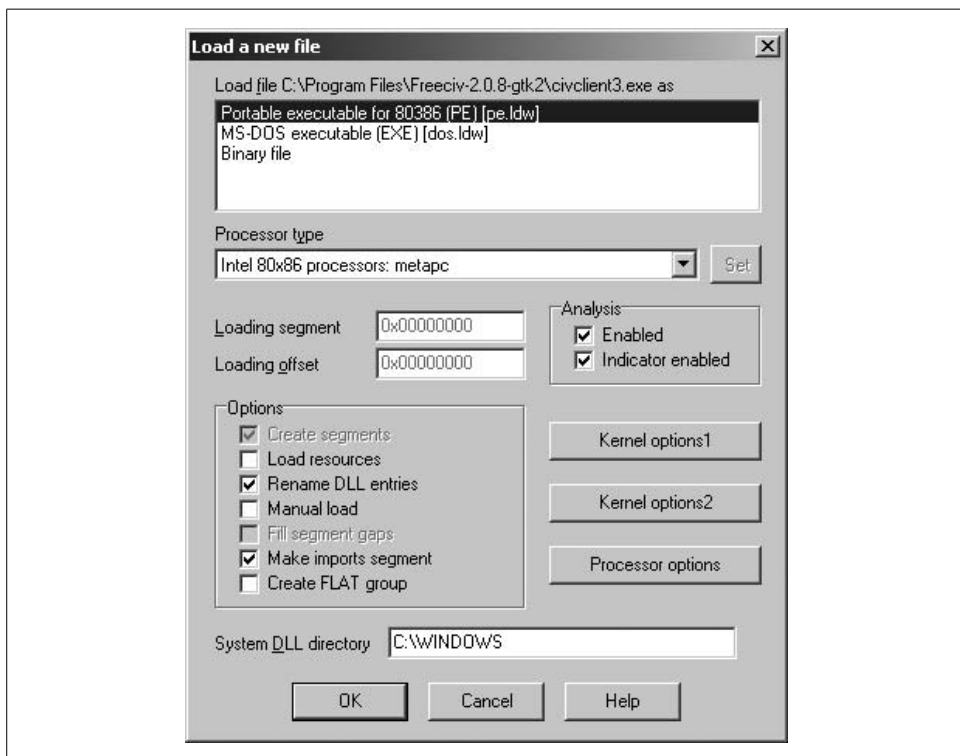 Load a new file
Load file C:\Program Files\Freeciv-2.0.8-gtk2\civclient3.exe as
Portable executable for 80386 (PE) [pe.ldw]
MS-DOS executable (EXE) [dos.ldw]
Binary file
Processor type
Intel 80x86 processors: metapc
Set
Loading segment
0x00000000
Loading offset
0x00000000
Analysis
Enabled
Indicator enabled
Options
Create segments
Load resources
Rename DLL entries
Manual load
Fill segment gaps
Make imports segment
Create FLAT group
Kernel options1
Kernel options2
Processor options
System DLL directory
C:\WINDOWS
OK
Cancel
Help